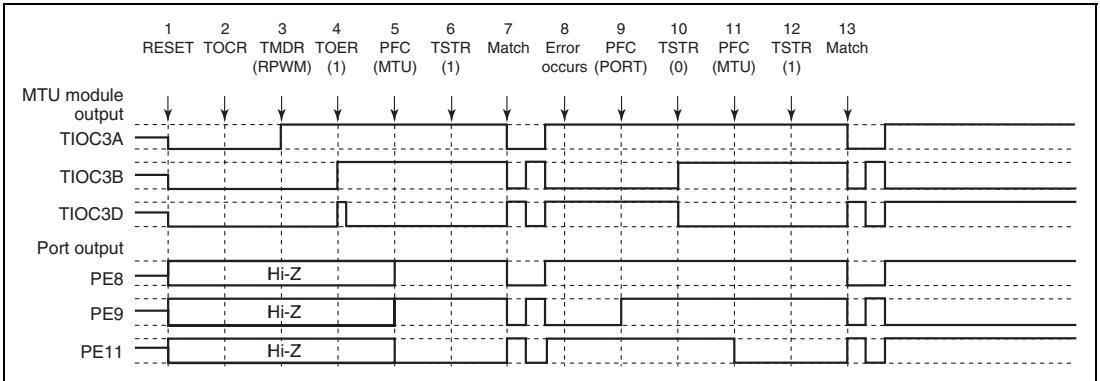 1 2 3 4 5 6 7 8 9 10 11 12 13
RESET TOCR TMDR TOER PFC TSTR Match Error PFC TSTR PFC TSTR Match
(RPWM) (1) (MTU) (1) occurs (PORT) (0) (MTU) (1)
MTU module
output
TIOC3A
TIOC3B
TIOC3D
Port output
PE8 Hi-Z
PE9 Hi-Z
PE11 Hi-Z